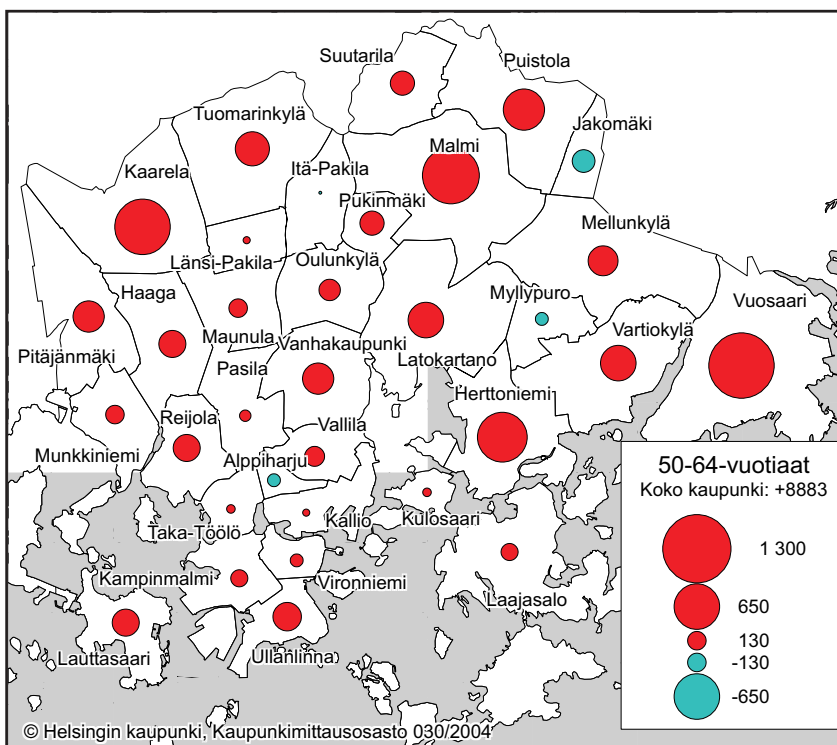 Suutarila
Puistola
Tuomarinkylä
Jakomäki
Malmi
Itä-Pakila
Kaarela
Pukinmäki
Mellunkylä
Länsi-Pakila
Oulunkylä
Haaga
Myllypuro
Vuosaari
Maunula
Vartiokylä
Vanhakaupunki
Pitäjänmäki
Latokartano
Pasila
Herttoniemi
Reijola
Vallila
Munkkiniemi
Alppiharju
Kallio
Kulosaari
Taka-Töölö
Kampinmalmi
Vironniemi
Laajasalo
Lauttasaari
Ullanlinna
50-64-vuotiaat
Koko kaupunki: +8883
1 300
650
130
-130
-650
© Helsingin kaupunki, Kaupunkimittausosasto 030/2004